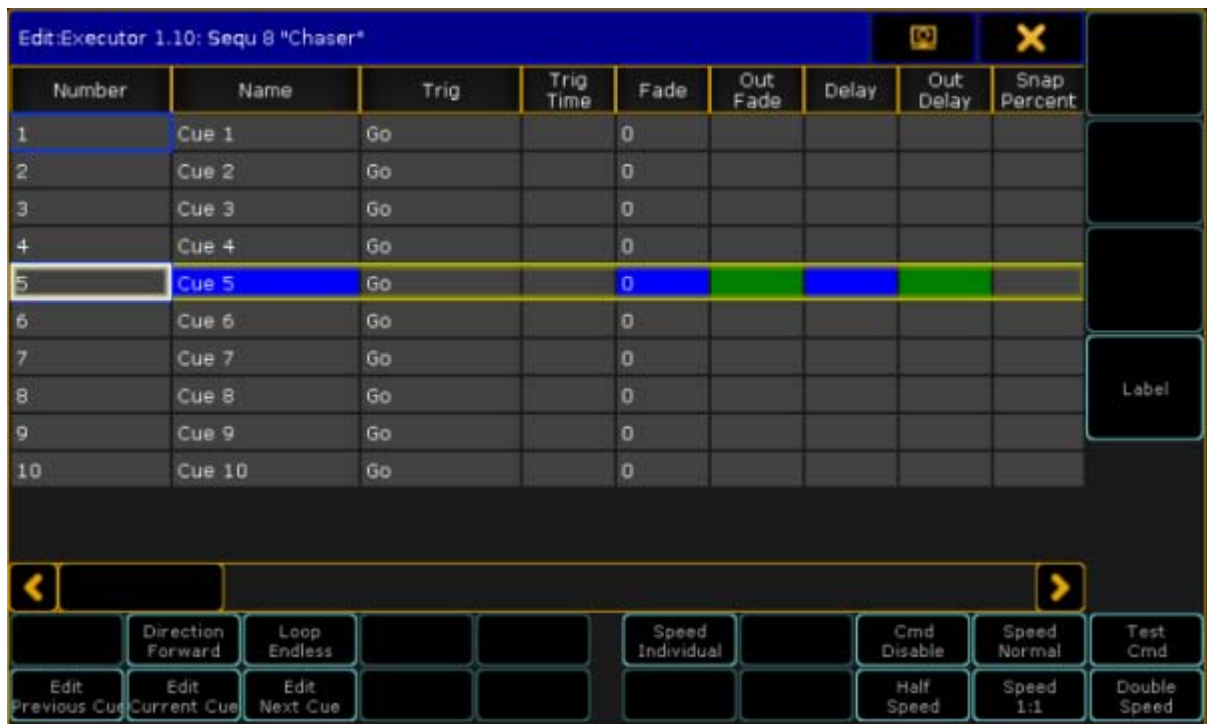 Edit:Executor 1.10: Sequ 8 "Chaser"
Number Name Trig Trig Time Fade Out Fade Delay Out Delay Snap Percent
1 Cue 1 Go 0
2 Cue 2 Go 0
3 Cue 3 Go 0
4 Cue 4 Go 0
5 Cue 5 Go 0
6 Cue 6 Go 0
7 Cue 7 Go 0
8 Cue 8 Go 0
9 Cue 9 Go 0
10 Cue 10 Go 0
Label
Direction Forward Loop Endless Speed Individual Cmd Disable Speed Normal Test Cmd
Edit Previous Cue Edit Current Cue Edit Next Cue Half Speed Speed 1:1 Double Speed